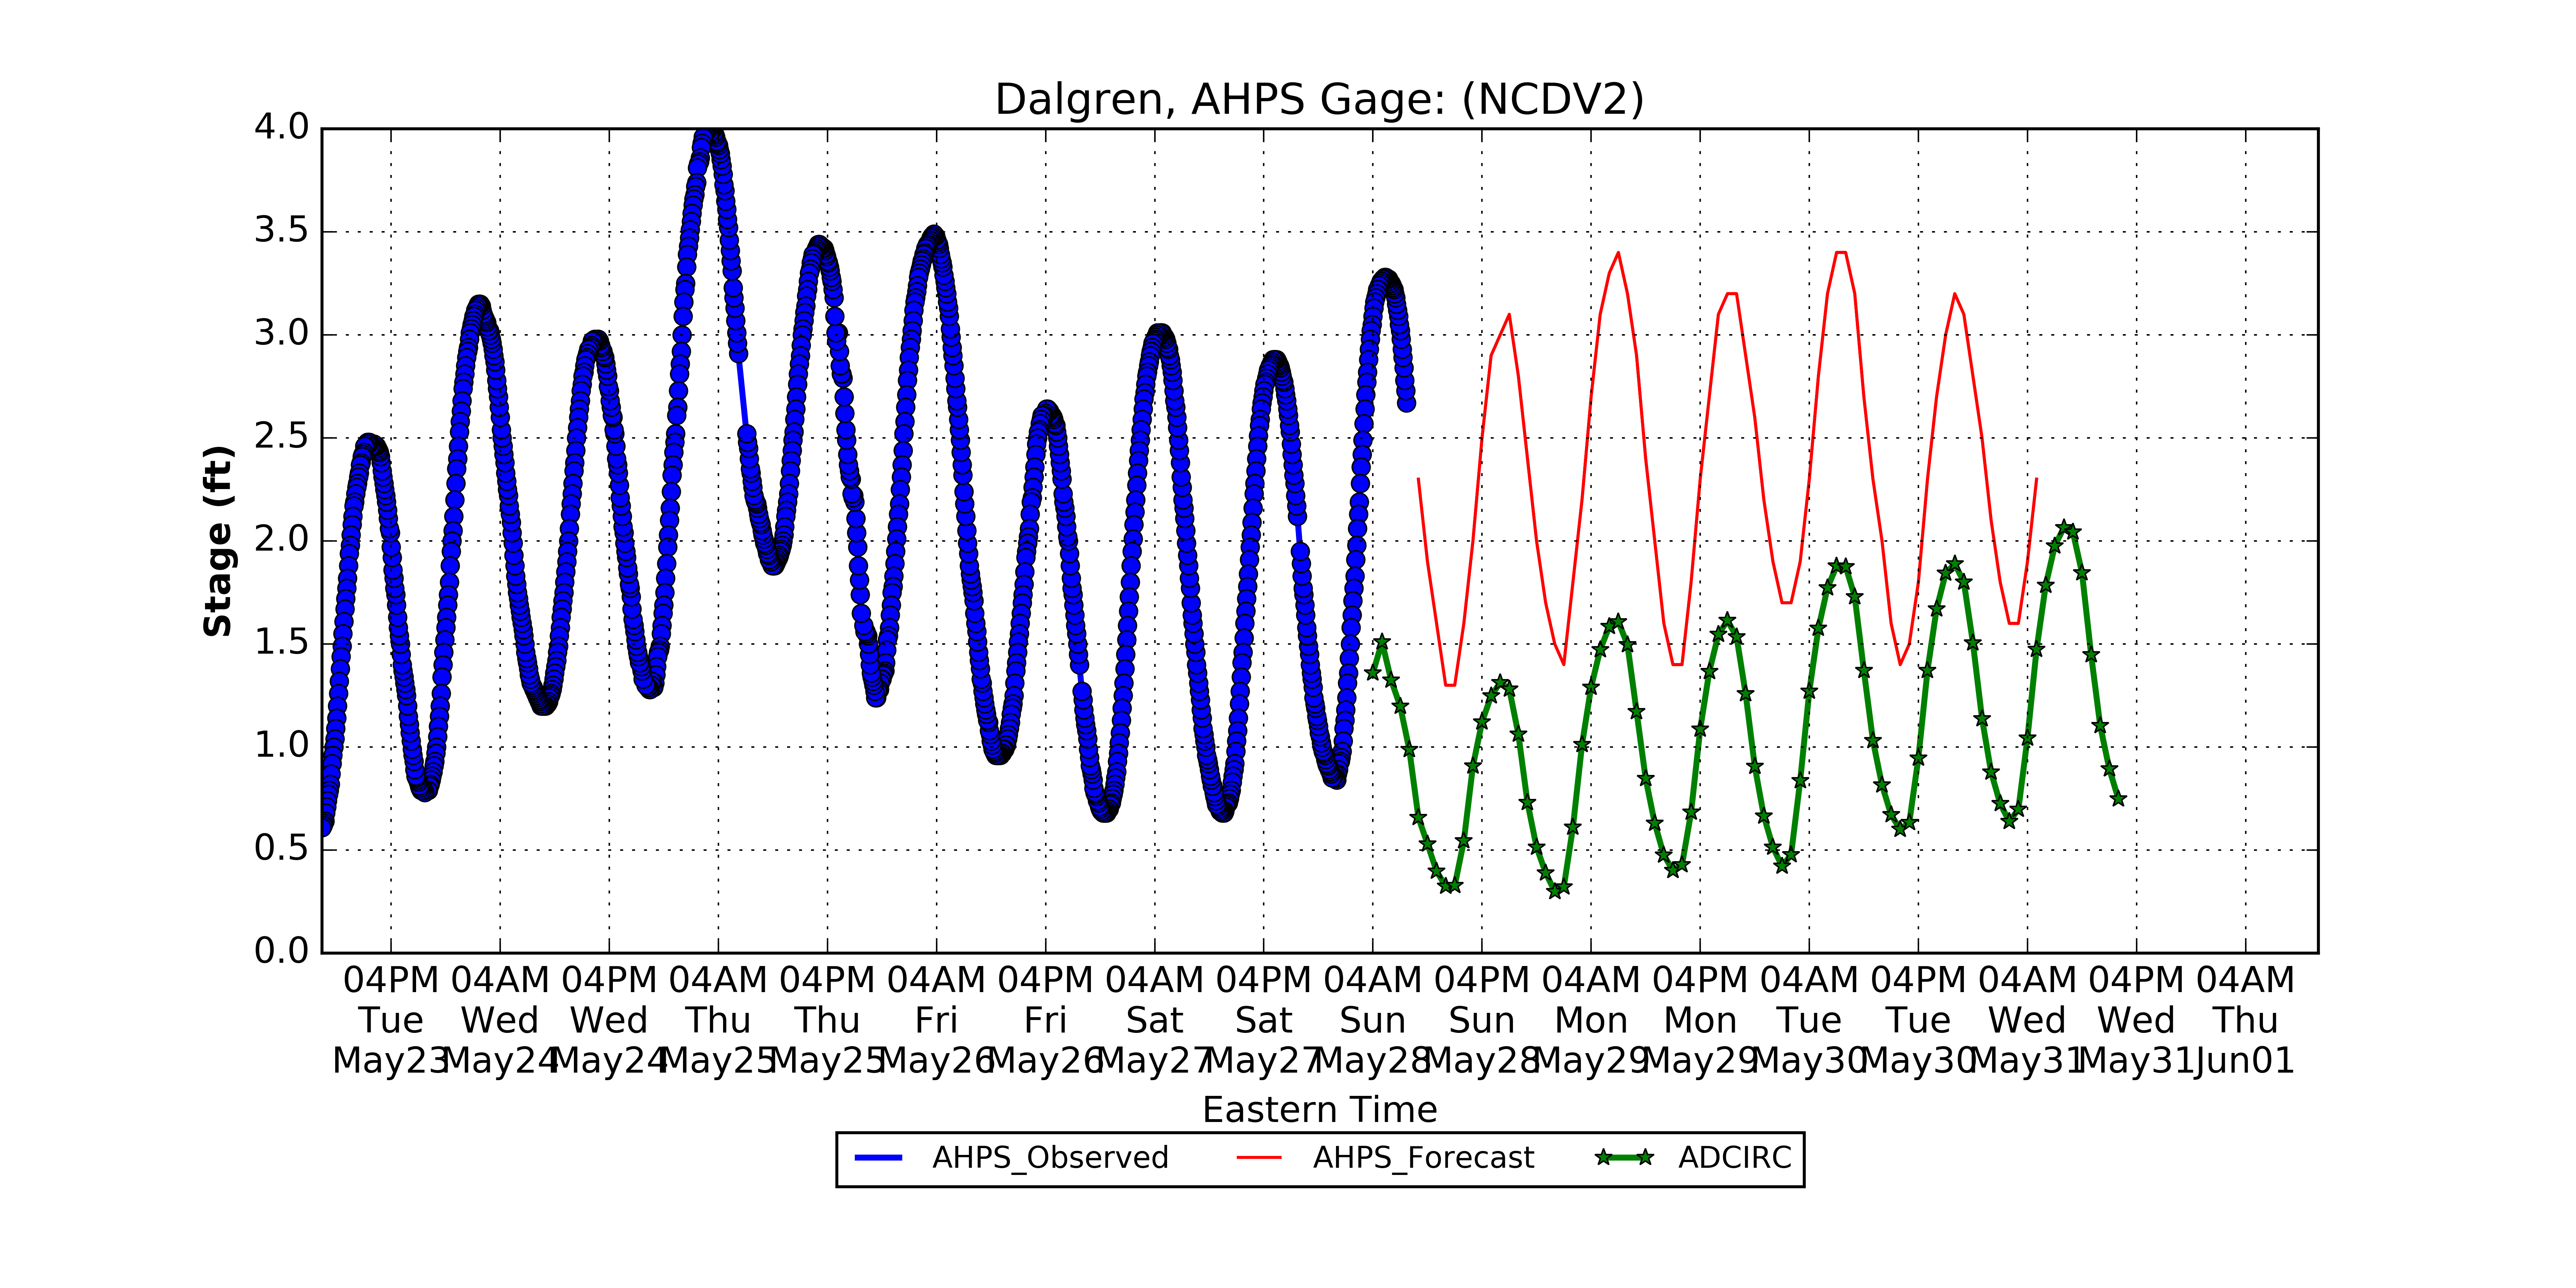 Dalgren, AHPS Gage: (NCDV2)
4.0
3.5
3.0
2.5
2.0
1.5
1.0
0.5
0.0
Stage (ft)
04PM 04AM 04PM 04AM 04PM 04AM 04PM 04AM 04PM 04AM 04PM 04AM 04PM 04AM 04PM 04AM 04PM 04AM
Tue Wed Wed Thu Thu Fri Fri Sat Sat Sun Sun Mon Mon Tue Tue Wed Wed Thu
May23 May24 May24 May25 May25 May26 May26 May27 May27 May28 May28 May29 May29 May30 May30 May31 May31 Jun01
Eastern Time
AHPS_Observed AHPS_Forecast ADCIRC